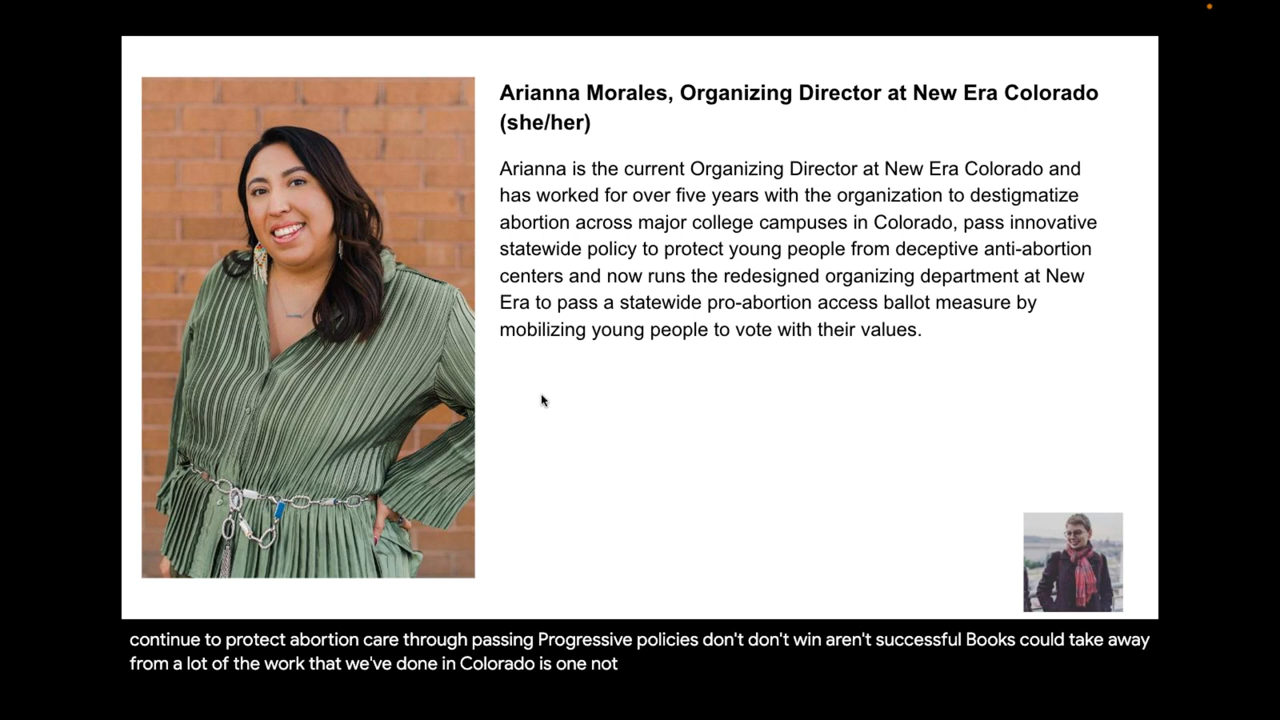 Arianna Morales, Organizing Director at New Era Colorado
(she/her)
Arianna is the current Organizing Director at New Era Colorado and
has worked for over five years with the organization to destigmatize
abortion across major college campuses in Colorado, pass innovative
statewide policy to protect young people from deceptive anti-abortion
centers and now runs the redesigned organizing department at New
Era to pass a statewide pro-abortion access ballot measure by
mobilizing young people to vote with their values.
continue to protect abortion care through passing Progressive policies don't don't win aren't successful Books could take away
from a lot of the work that we've done in Colorado is one not